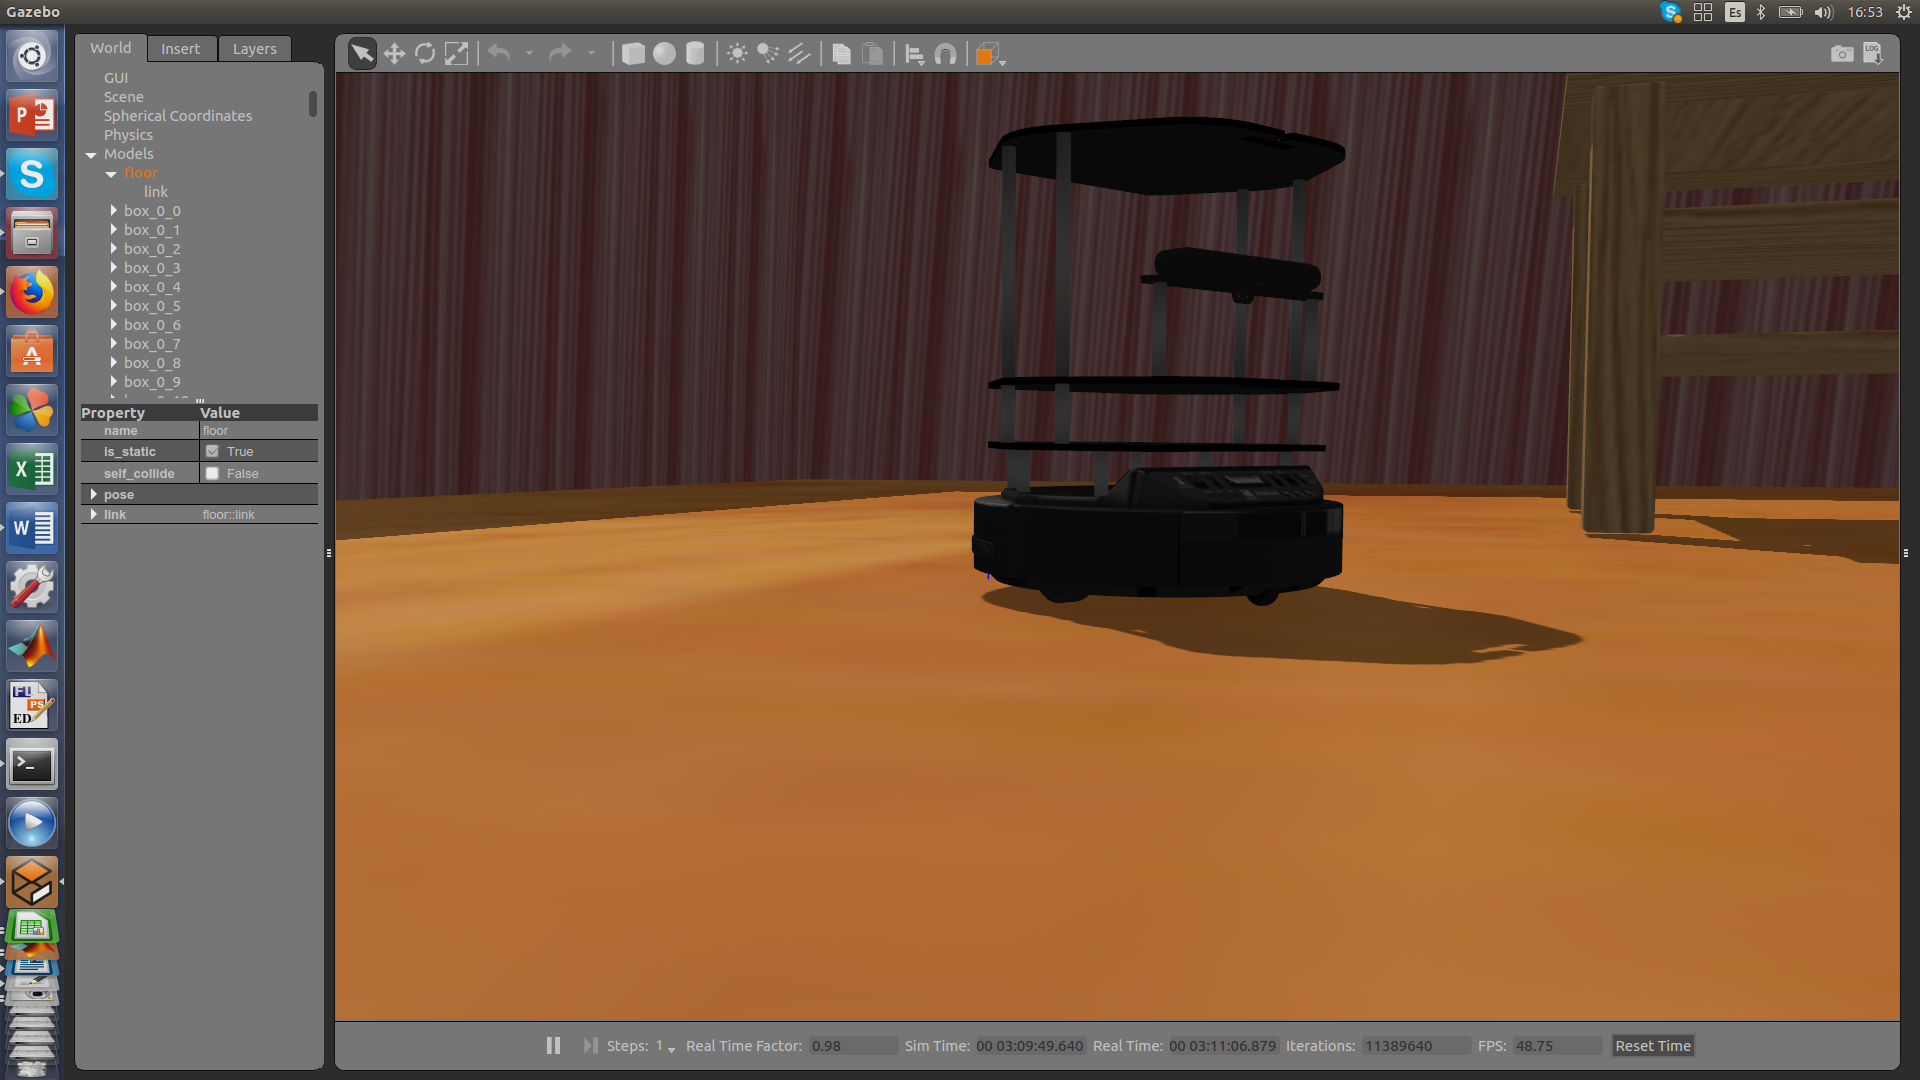 Gazebo
Es
16:53
World Insert Layers
LOG
GUI
Scene
Spherical Coordinates
Physics
Models
floor
link
box_0_0
box_0_1
box_0_2
box_0_3
box_0_4
box_0_5
box_0_6
box_0_7
box_0_8
box_0_9
Property Value
name floor
is_static True
self_collide False
pose
link floor::link
Steps: 1 Real Time Factor: 0.98 Sim Time: 00 03:09:49.640 Real Time: 00 03:11:06.879 Iterations: 11389640 FPS: 48.75 Reset Time